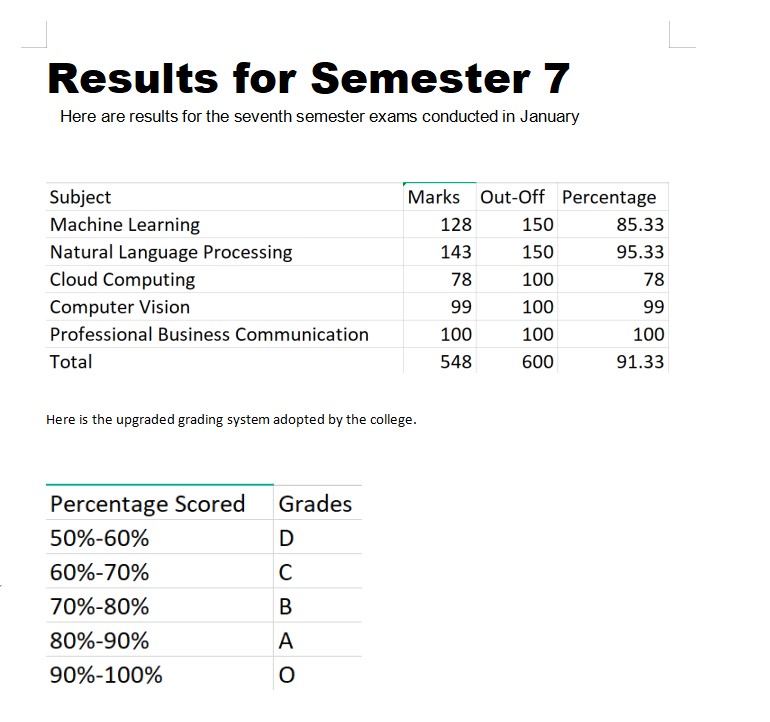 Results for Semester 7
Here are results for the seventh semester exams conducted in January
Subject Marks Out-Off Percentage
Machine Learning 128 150 85.33
Natural Language Processing 143 150 95.33
Cloud Computing 78 100 78
Computer Vision 99 100 99
Professional Business Communication 100 100 100
Total 548 600 91.33
Here is the upgraded grading system adopted by the college.
Percentage Scored Grades
50%-60% D
60%-70% C
70%-80% B
80%-90% A
90%-100% O